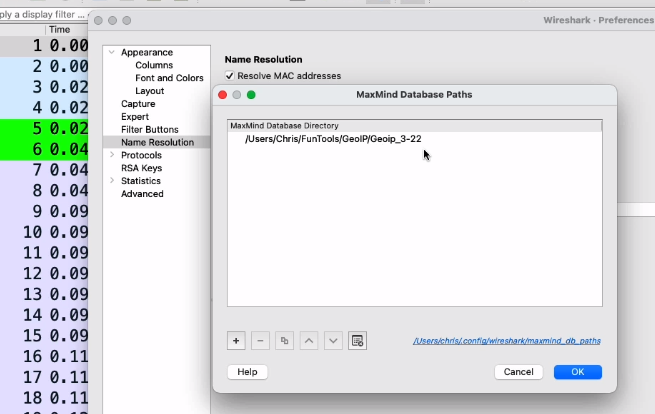 ply a display filter ...
Wireshark · Preferences
Time
1 0.00
2 0.00
3 0.02
4 0.02
5 0.02
6 0.04
7 0.04
8 0.04
9 0.09
10 0.09
11 0.09
12 0.09
13 0.09
14 0.09
15 0.09
16 0.11
17 0.11
18 0.11
Appearance
Columns
Font and Colors
Layout
Capture
Expert
Filter Buttons
Name Resolution
Protocols
RSA Keys
Statistics
Advanced
Name Resolution
Resolve MAC addresses
MaxMind Database Paths
MaxMind Database Directory
/Users/Chris/FunTools/GeoIP/Geoip_3-22
/Users/chris/.config/wireshark/maxmind_db_paths
Help
Cancel
OK